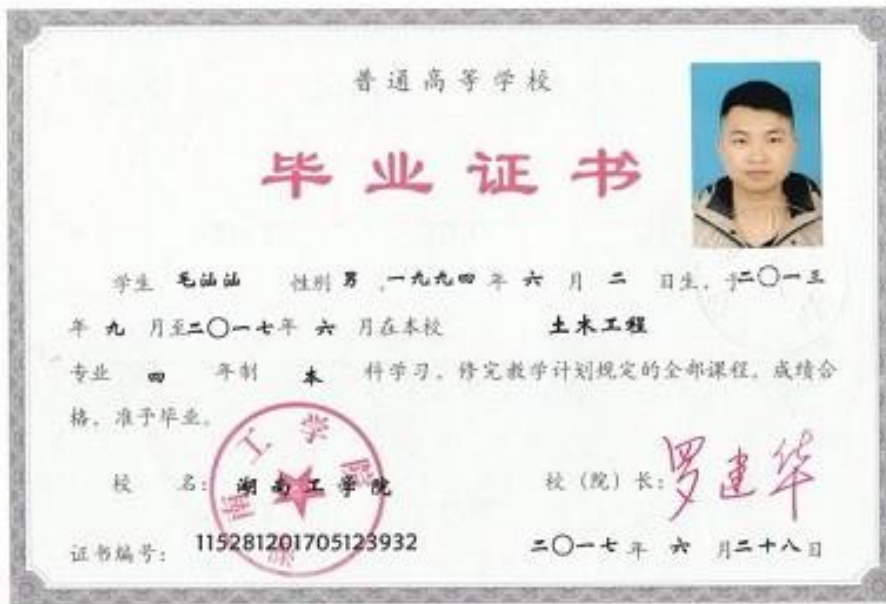 普通高等学校
毕业证书
学生 毛汕汕 性别 男 ,一九九四 年 六 月 二 日生,于二〇一三
年 九 月至二〇一七年 六 月在本校 土木工程
专业 四 年制 本 科学习,修完教学计划规定的全部课程,成绩合
格,准予毕业。
校 名: 湖南工学院
校(院)长: 罗建华
证书编号: 115281201705123932
二〇一七 年 六 月二十八日